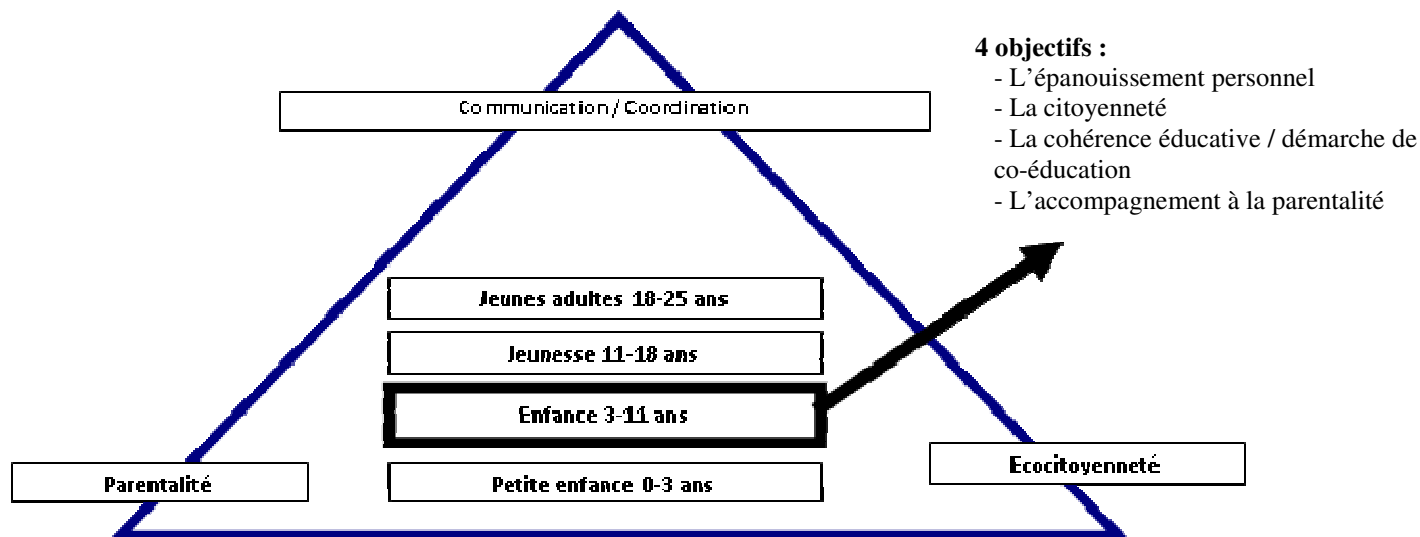 4 objectifs :
- L'épanouissement personnel
- La citoyenneté
- La cohérence éducative / démarche de
co-éducation
- L'accompagnement à la parentalité
Communication / Coordination
Jeunes adultes 18-25 ans
Jeunesse 11-18 ans
Enfance 3-11 ans
Petite enfance 0-3 ans
Parentalité
Ecocitoyenneté